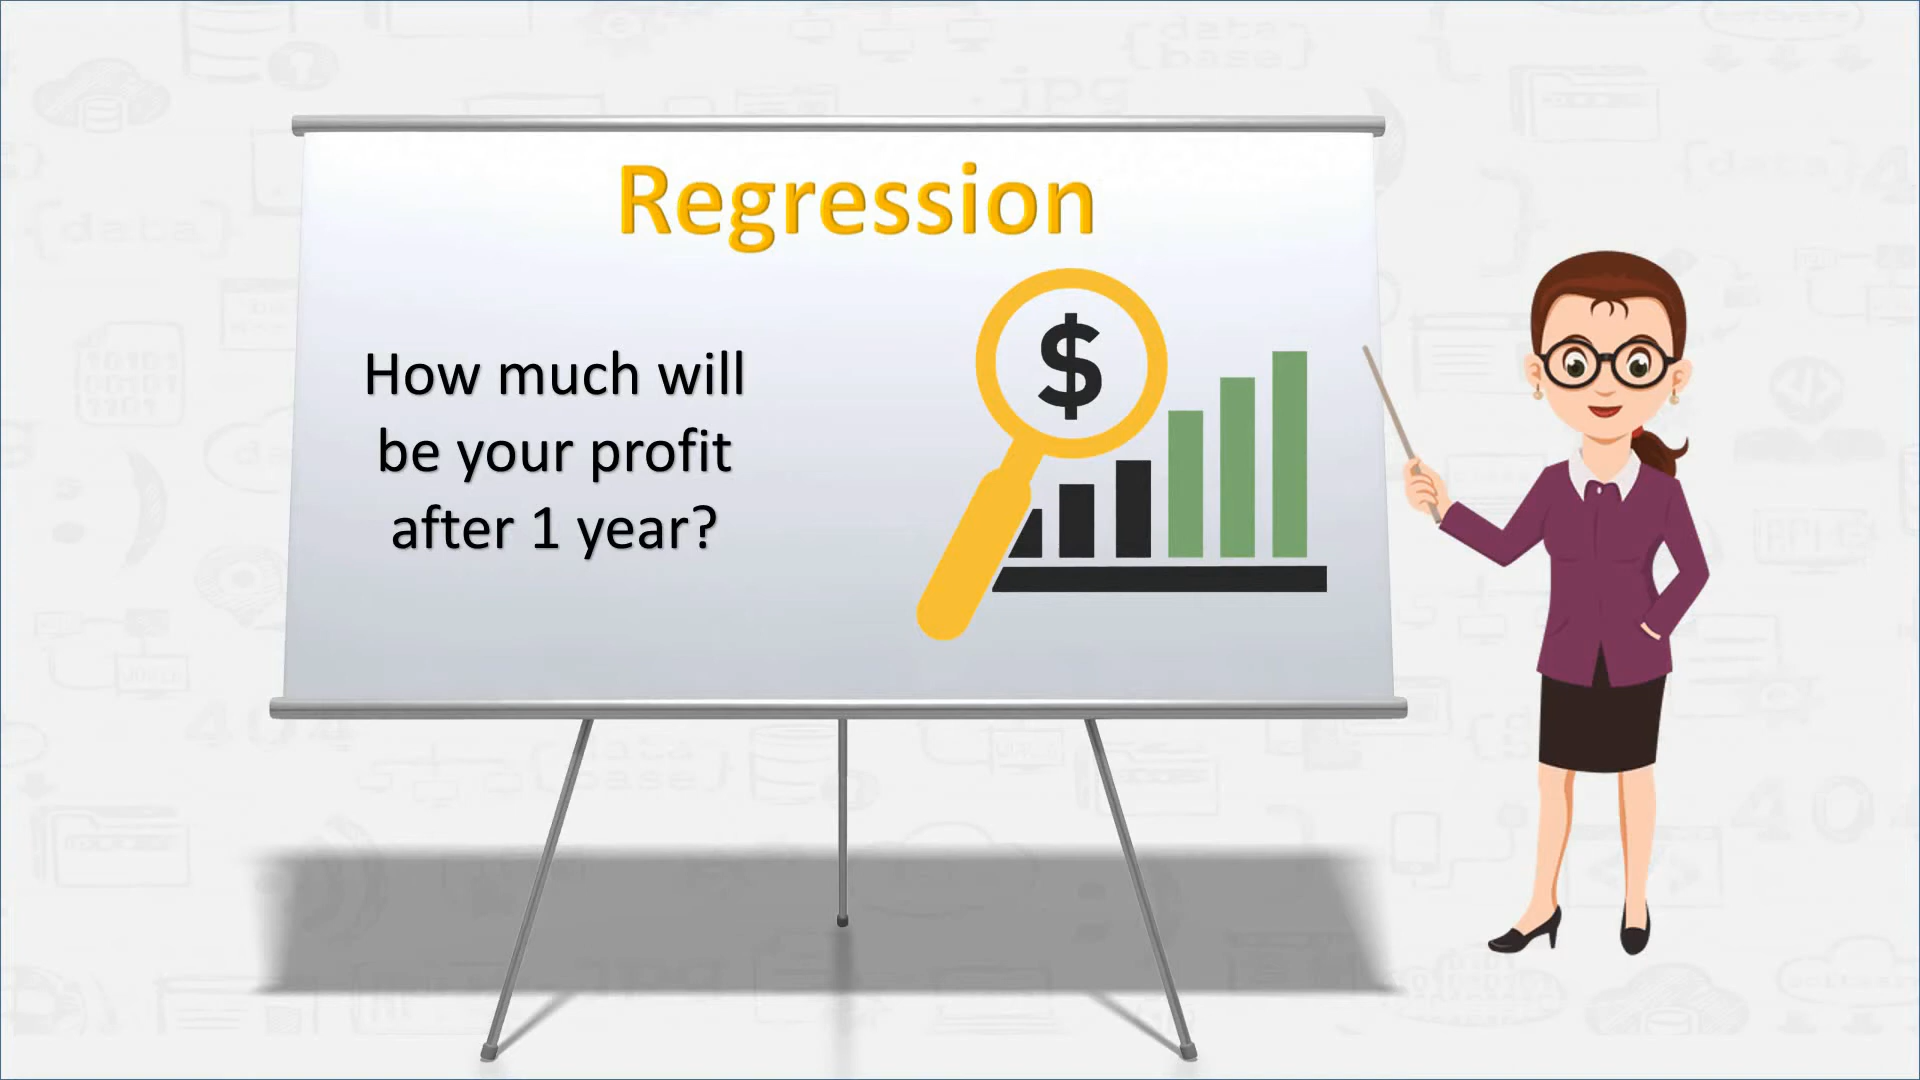 Regression
How much will
be your profit
after 1 year?
$